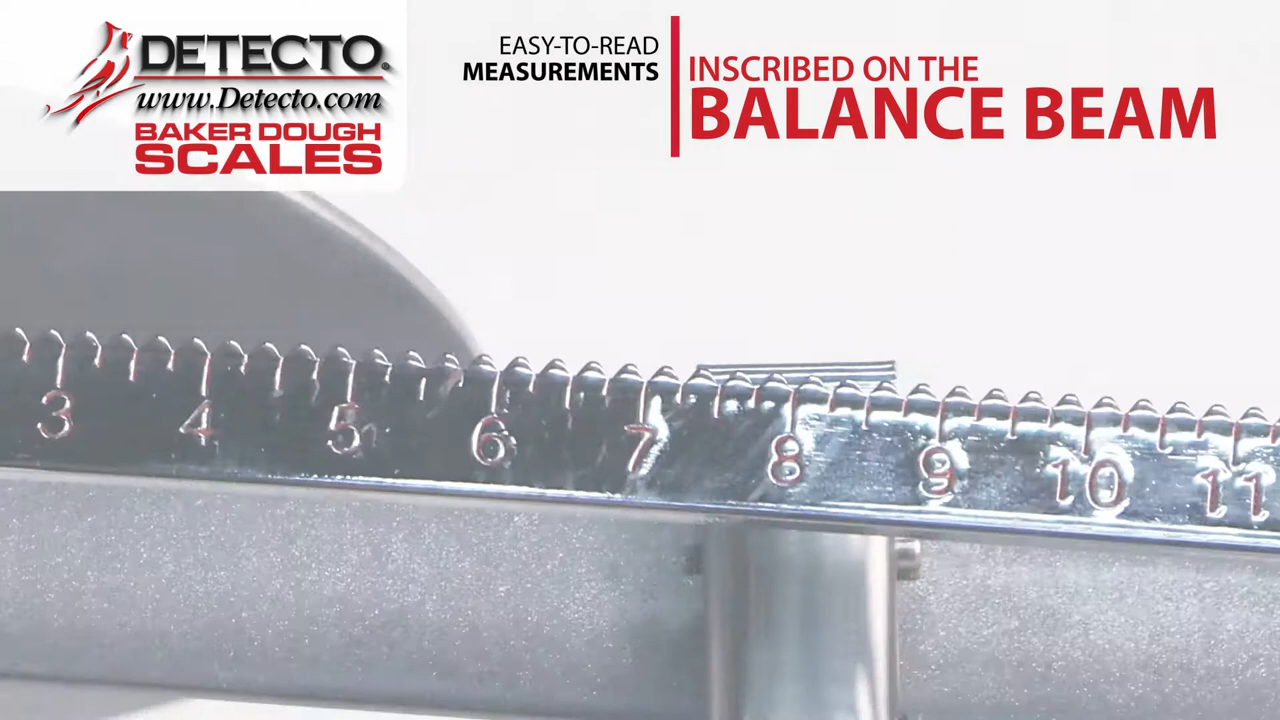 DETECTO®
www.Detecto.com
BAKER DOUGH
SCALES
EASY-TO-READ
MEASUREMENTS
INSCRIBED ON THE
BALANCE BEAM
3 4 5 6 7 8 9 10 11